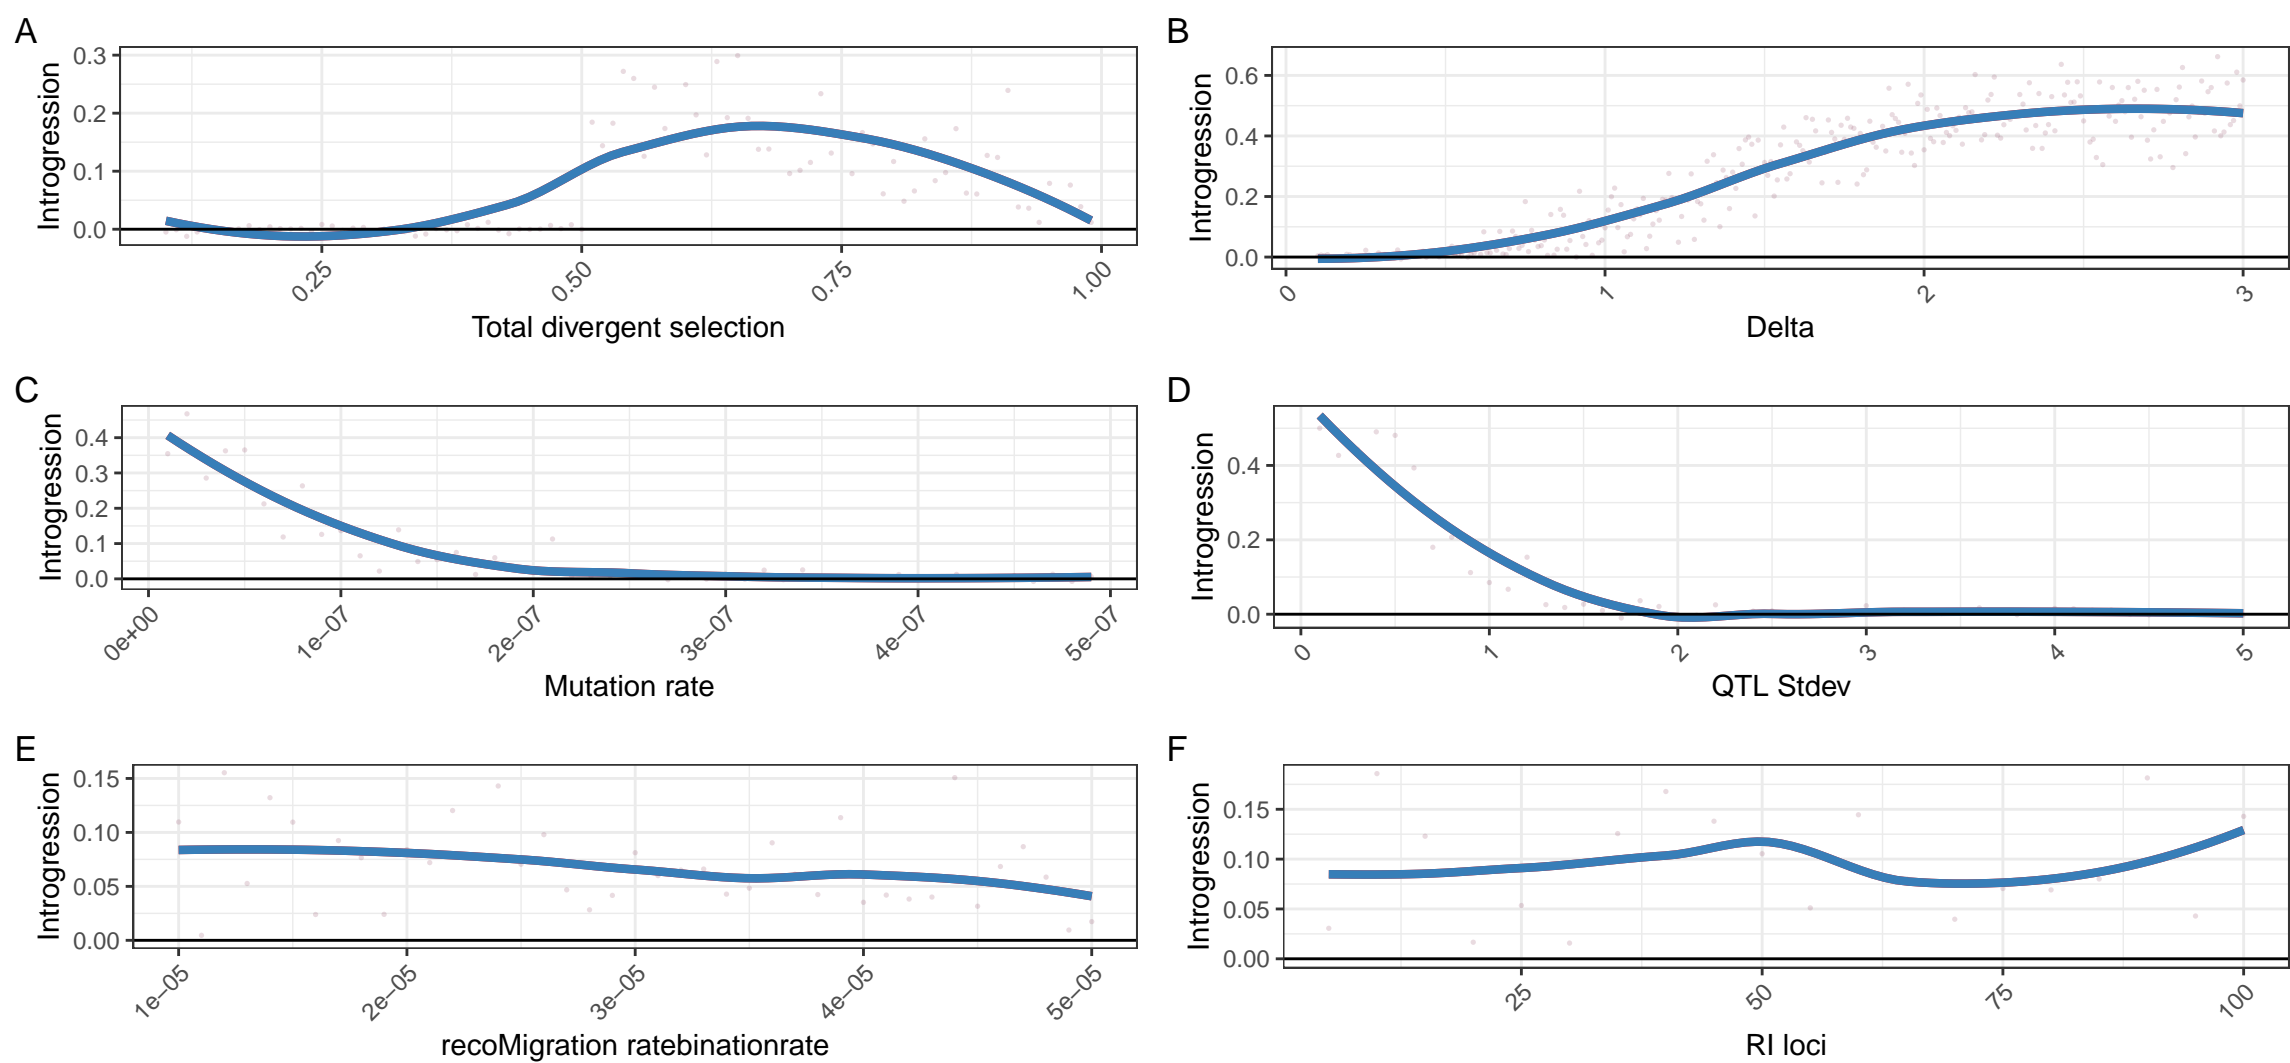 A
Introgression
0.3
0.2
0.1
0.0
0.25
0.50
0.75
1.00
Total divergent selection
B
Introgression
0.6
0.4
0.2
0.0
0
1
2
3
Delta
C
Introgression
0.4
0.3
0.2
0.1
0.0
0e+00
1e−07
2e−07
3e−07
4e−07
5e−07
Mutation rate
D
Introgression
0.4
0.2
0.0
0
1
2
3
4
5
QTL Stdev
E
Introgression
0.15
0.10
0.05
0.00
1e−05
2e−05
3e−05
4e−05
5e−05
recoMigration ratebinationrate
F
Introgression
0.15
0.10
0.05
0.00
25
50
75
100
RI loci